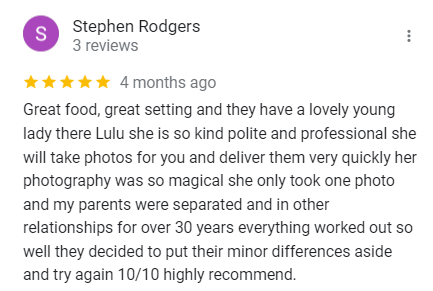 S
Stephen Rodgers
3 reviews
4 months ago
Great food, great setting and they have a lovely young
lady there Lulu she is so kind polite and professional she
will take photos for you and deliver them very quickly her
photography was so magical she only took one photo
and my parents were separated and in other
relationships for over 30 years everything worked out so
well they decided to put their minor differences aside
and try again 10/10 highly recommend.